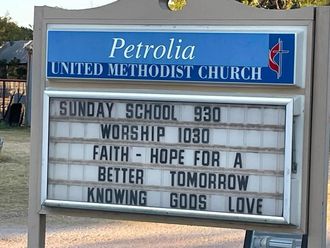 Petrolia
UNITED METHODIST CHURCH
SUNDAY SCHOOL 930
WORSHIP 1030
FAITH - HOPE FOR A
BETTER TOMORROW
KNOWING GODS LOVE